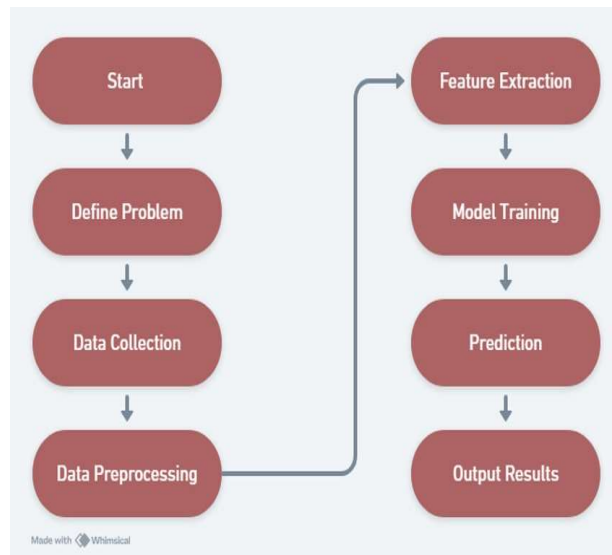 Start
Define Problem
Data Collection
Data Preprocessing
Feature Extraction
Model Training
Prediction
Output Results
Made with Whimsical